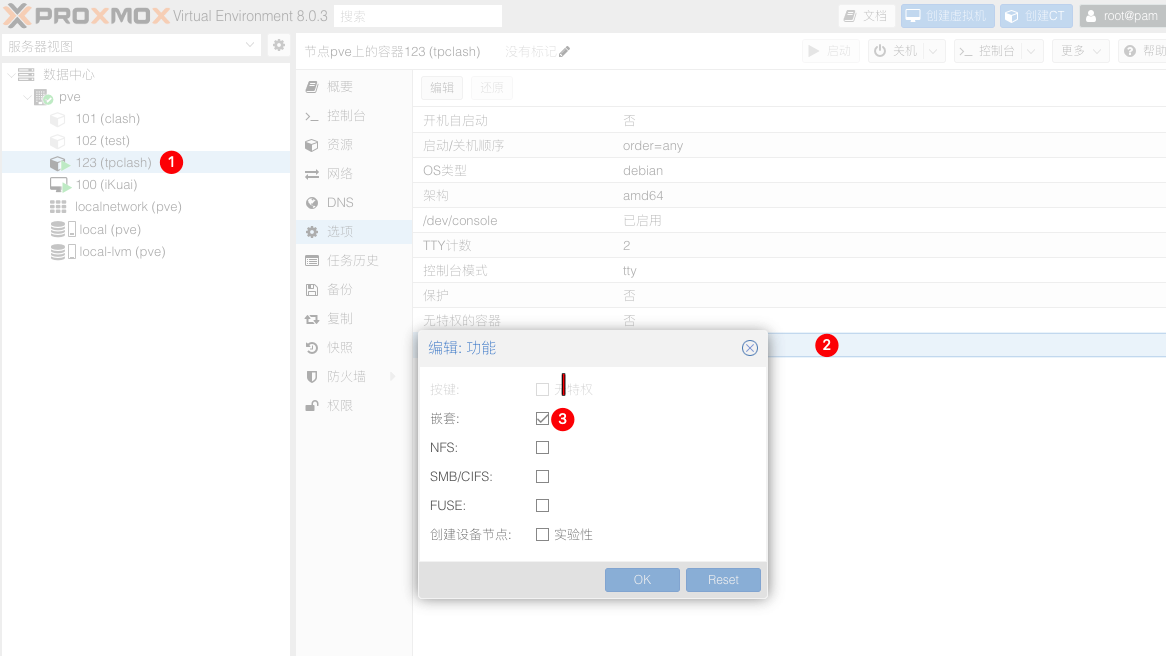 PROXMOX Virtual Environment 8.0.3 搜索 文档 创建虚拟机 创建CT root@pam
服务器视图
数据中心
pve
101 (clash)
102 (test)
123 (tpclash) 1
100 (iKuai)
localnetwork (pve)
local (pve)
local-lvm (pve)
节点pve上的容器123 (tpclash) 没有标记 启动 关机 控制台 更多 帮助
概要
控制台
资源
网络
DNS
选项
任务历史
备份
复制
快照
防火墙
权限
编辑 还原
开机自启动 否
启动/关机顺序 order=any
OS类型 debian
架构 amd64
/dev/console 已启用
TTY计数 2
控制台模式 tty
保护 否
无特权的容器 否
2
编辑: 功能
按键: 无特权
嵌套: 3
NFS:
SMB/CIFS:
FUSE:
创建设备节点: 实验性
OK Reset